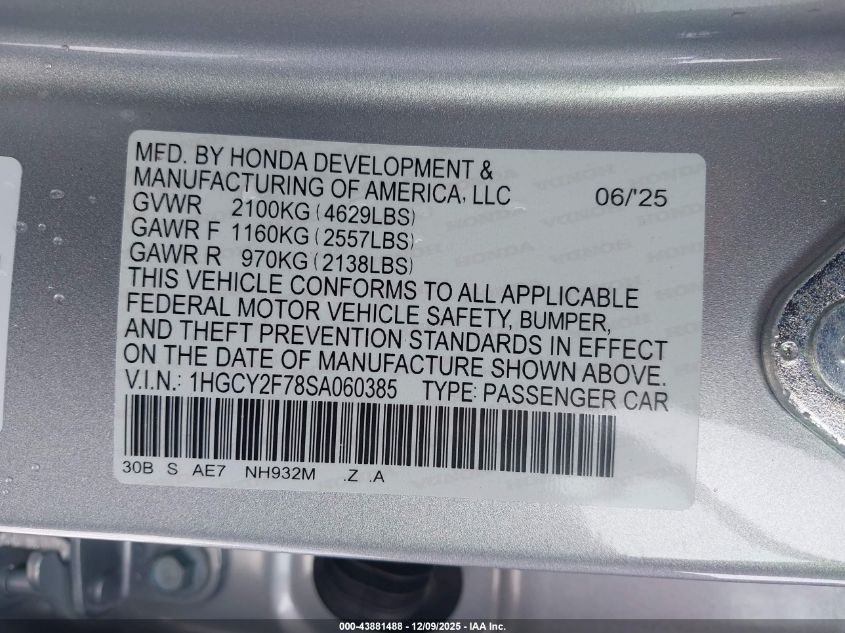 MFD. BY HONDA DEVELOPMENT &
MANUFACTURING OF AMERICA, LLC 06/'25
GVWR 2100KG (4629LBS)
GAWR F 1160KG (2557LBS)
GAWR R 970KG (2138LBS)
THIS VEHICLE CONFORMS TO ALL APPLICABLE
FEDERAL MOTOR VEHICLE SAFETY, BUMPER,
AND THEFT PREVENTION STANDARDS IN EFFECT
ON THE DATE OF MANUFACTURE SHOWN ABOVE.
V.I.N.: 1HGCY2F78SA060385 TYPE: PASSENGER CAR
30B S AE7 NH932M .Z .A
000-43881488 - 12/09/2025 - IAA Inc.